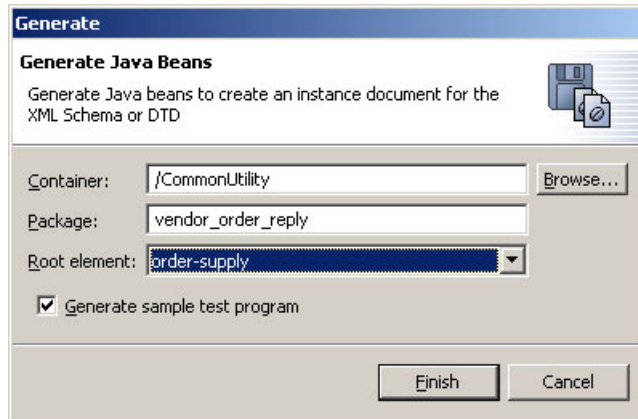 Generate
Generate Java Beans
Generate Java beans to create an instance document for the
XML Schema or DTD
Container: /CommonUtility Browse...
Package: vendor_order_reply
Root element: order-supply
Generate sample test program
Finish Cancel